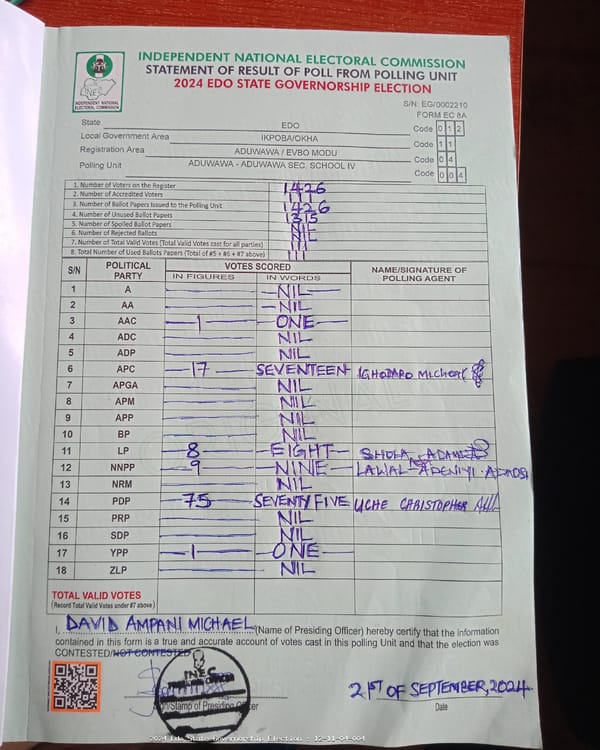 INDEPENDENT NATIONAL ELECTORAL COMMISSION
STATEMENT OF RESULT OF POLL FROM POLLING UNIT
2024 EDO STATE GOVERNORSHIP ELECTION
INEC
INDEPENDENT NATIONAL ELECTORAL COMMISSION
S/N: EG/0002210
FORM EC 8A
State EDO Code 0 1 2
Local Government Area IKPOBA/OKHA Code 1 1
Registration Area ADUWAWA / EVBO MODU Code 0 4
Polling Unit ADUWAWA - ADUWAWA SEC. SCHOOL IV Code 0 0 4
1. Number of Voters on the Register 1426
2. Number of Accredited Voters 111
3. Number of Ballot Papers Issued to the Polling Unit 1426
4. Number of Unused Ballot Papers 1315
5. Number of Spoiled Ballot Papers NIL
6. Number of Rejected Ballots NIL
7. Number of Total Valid Votes (Total Valid Votes cast for all parties) 111
8. Total Number of Used Ballots Papers (Total of #5 + #6 + #7 above) 111
S/N POLITICAL PARTY VOTES SCORED NAME/SIGNATURE OF POLLING AGENT
IN FIGURES IN WORDS
1 A NIL
2 AA NIL
3 AAC 1 ONE
4 ADC NIL
5 ADP NIL
6 APC 17 SEVENTEEN IGHODARO MICHEAL
7 APGA NIL
8 APM NIL
9 APP NIL
10 BP NIL
11 LP 8 EIGHT SHOLA ADAMS
12 NNPP 9 NINE LAWAL ADENIYI
13 NRM NIL
14 PDP 75 SEVENTY FIVE UCHE CHRISTOPHER
15 PRP NIL
16 SDP NIL
17 YPP 1 ONE
18 ZLP NIL
TOTAL VALID VOTES
(Record Total Valid Votes under #7 above)
I, DAVID AMPANI MICHAEL (Name of Presiding Officer) hereby certify that the information
contained in this form is a true and accurate account of votes cast in this polling Unit and that the election was
CONTESTED/NOT CONTESTED
INEC
PRESIDING OFFICER
21ST OF SEPTEMBER, 2024
Sign/Stamp of Presiding Officer Date
2024 Edo State Governorship Election - 12-11-04-004